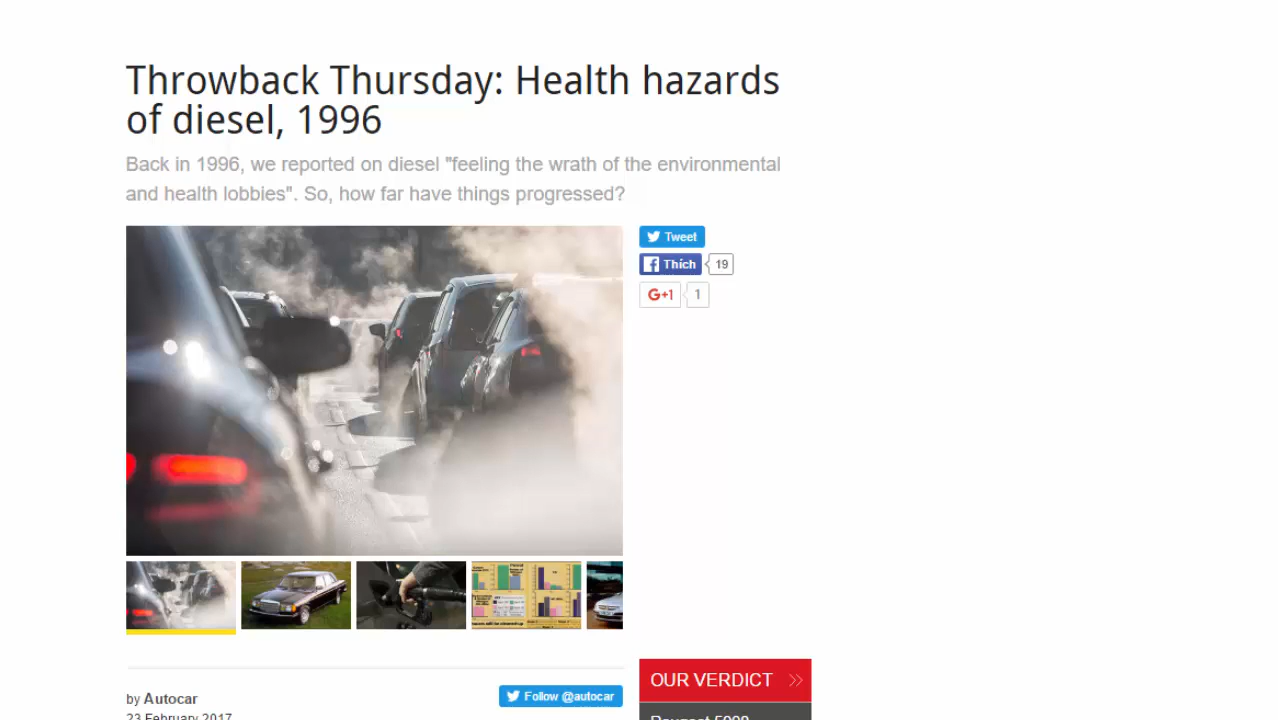 Throwback Thursday: Health hazards
of diesel, 1996
Back in 1996, we reported on diesel "feeling the wrath of the environmental
and health lobbies". So, how far have things progressed?
Tweet
Thích 19
G+1 1
OUR VERDICT
by Autocar
Follow @autocar
23 February 2017